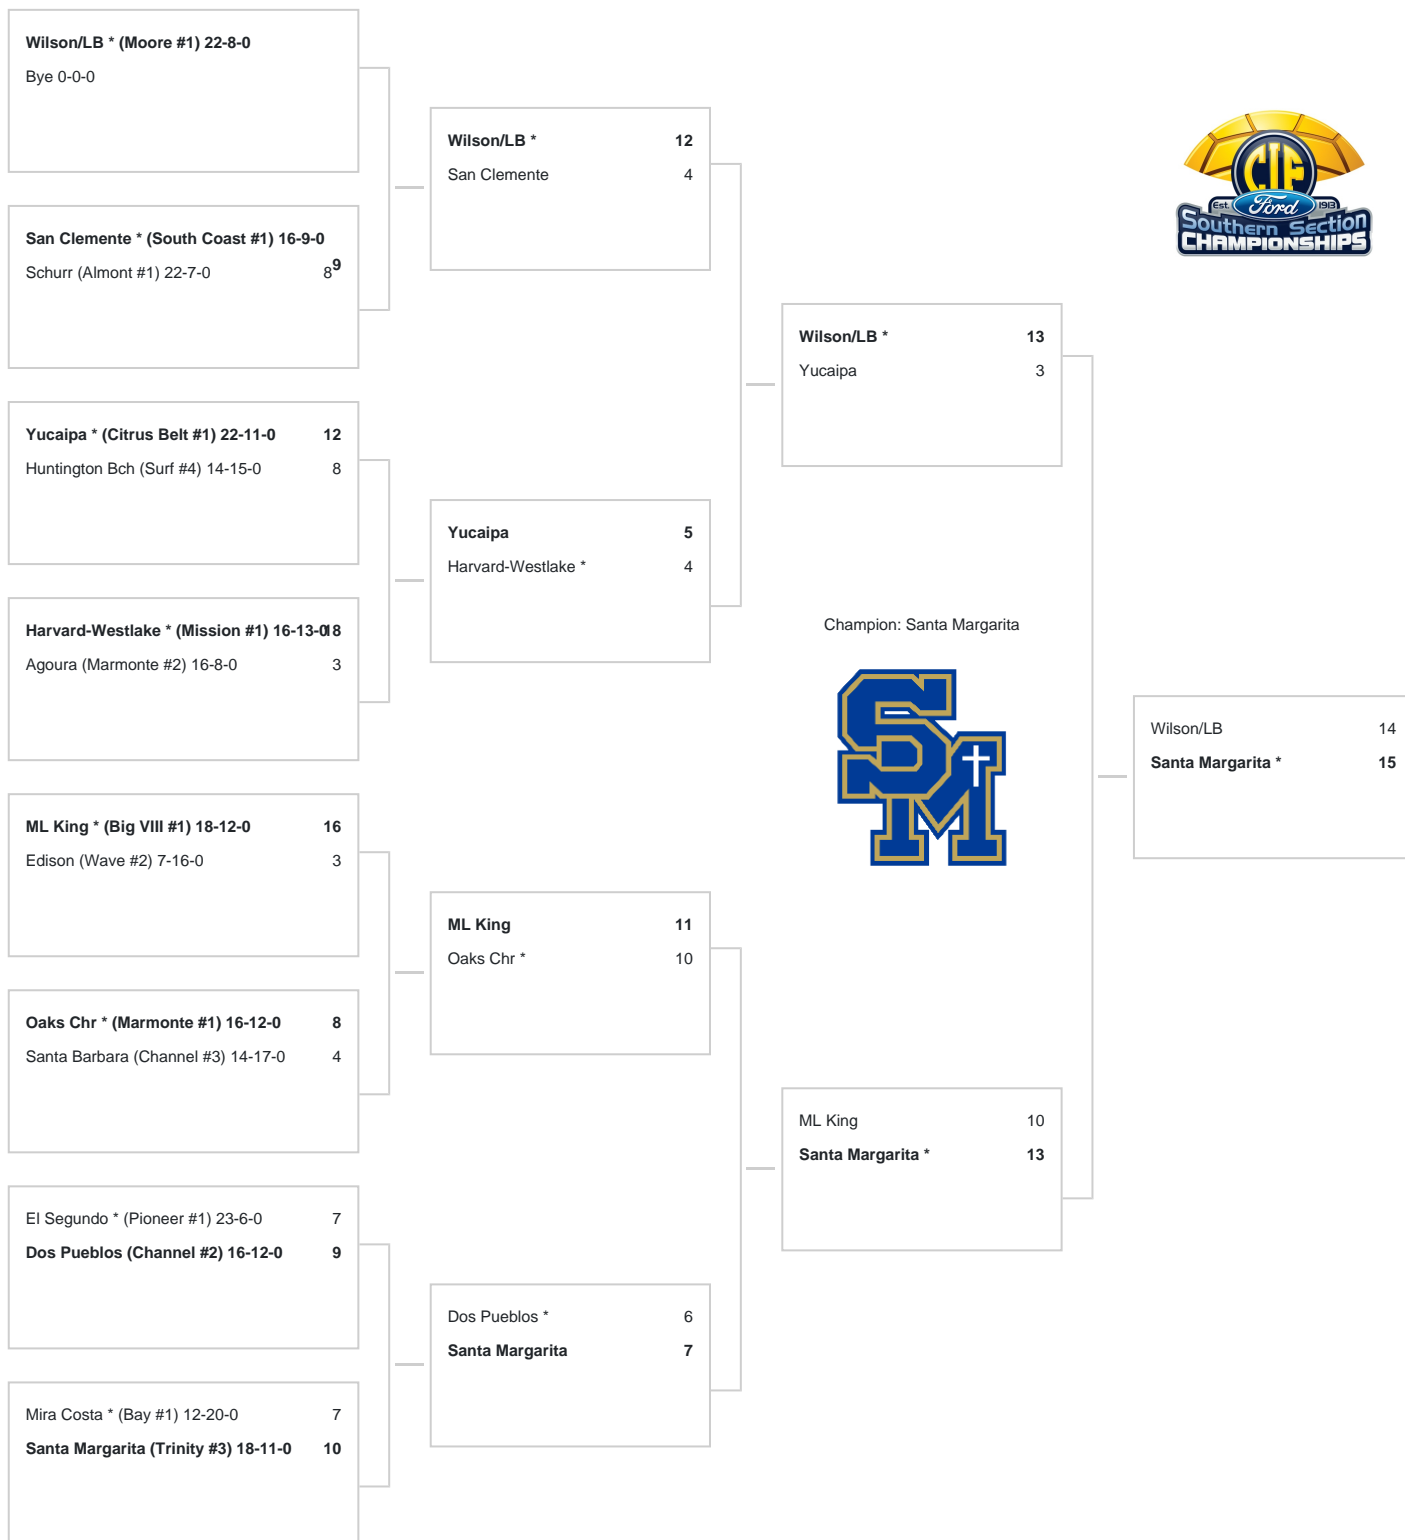 Wilson/LB * (Moore #1) 22-8-0
Bye 0-0-0
San Clemente * (South Coast #1) 16-9-0 9
Schurr (Almont #1) 22-7-0 8
Yucaipa * (Citrus Belt #1) 22-11-0 12
Huntington Bch (Surf #4) 14-15-0 8
Harvard-Westlake * (Mission #1) 16-13-0 18
Agoura (Marmonte #2) 16-8-0 3
ML King * (Big VIII #1) 18-12-0 16
Edison (Wave #2) 7-16-0 3
Oaks Chr * (Marmonte #1) 16-12-0 8
Santa Barbara (Channel #3) 14-17-0 4
El Segundo * (Pioneer #1) 23-6-0 7
Dos Pueblos (Channel #2) 16-12-0 9
Mira Costa * (Bay #1) 12-20-0 7
Santa Margarita (Trinity #3) 18-11-0 10
Wilson/LB * 12
San Clemente 4
Yucaipa 5
Harvard-Westlake * 4
ML King 11
Oaks Chr * 10
Dos Pueblos * 6
Santa Margarita 7
Wilson/LB * 13
Yucaipa 3
Champion: Santa Margarita
SM
ML King 10
Santa Margarita * 13
CIF
Est. Ford 1913
Southern Section
CHAMPIONSHIPS
Wilson/LB 14
Santa Margarita * 15